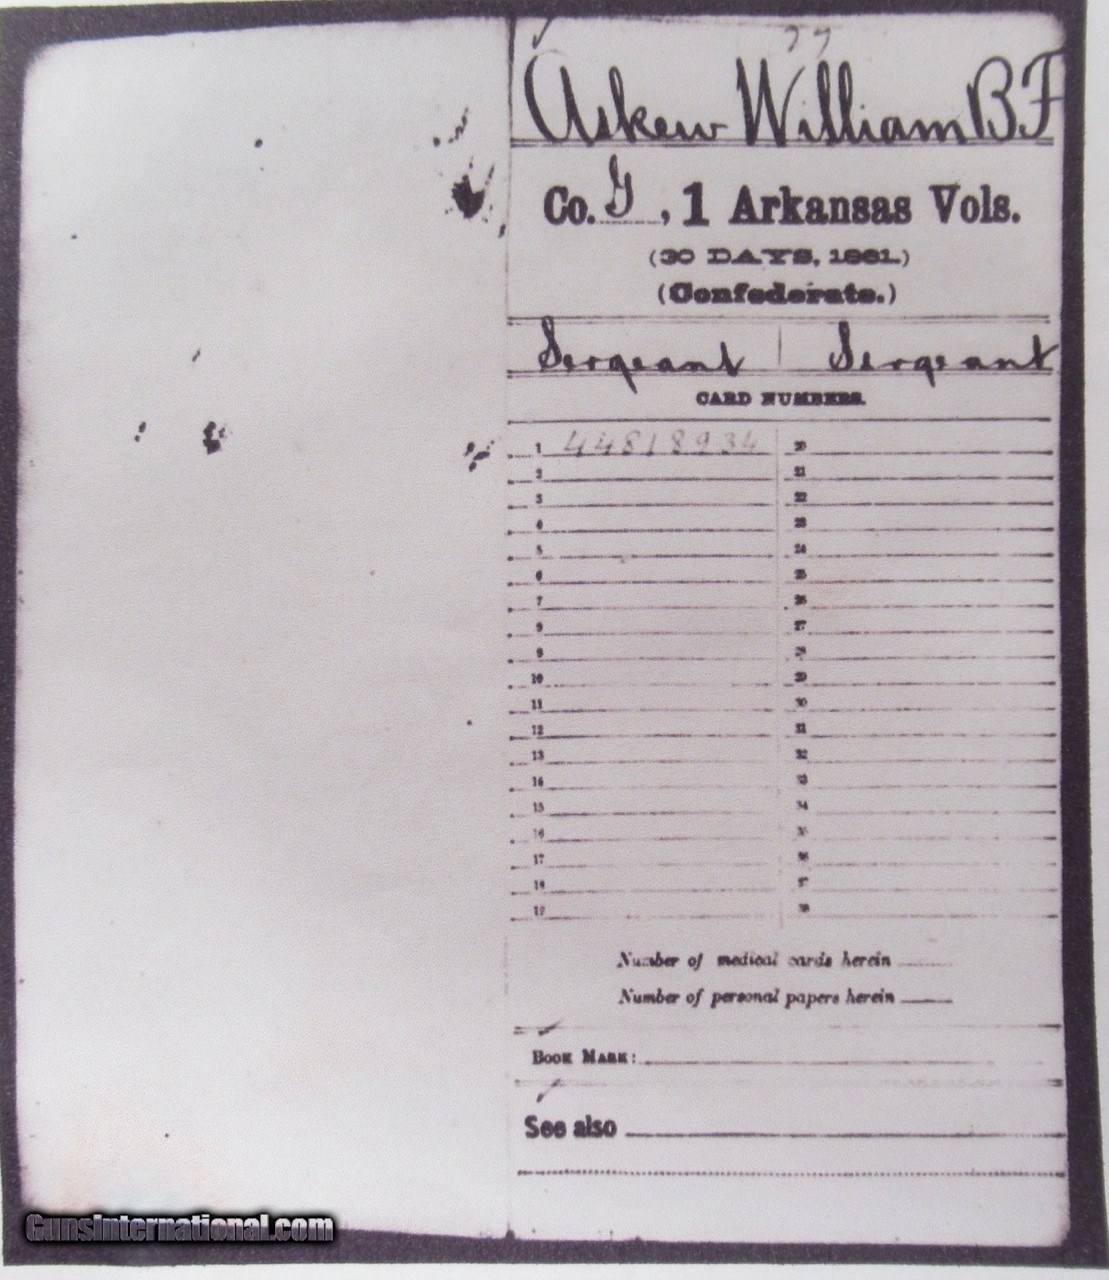 77
Askew William B F
Co. G, 1 Arkansas Vols.
(30 DAYS, 1861.)
(Confederate.)
Sergeant Sergeant
CARD NUMBERS.
1 44818934 20
2 21
3 22
4 23
5 24
6 25
7 26
8 27
9 28
10 29
11 30
12 31
13 32
14 33
15 34
16 35
17 36
18 37
19 38
Number of medical cards herein
Number of personal papers herein
BOOK MARK:
See also
GunsInternational.com